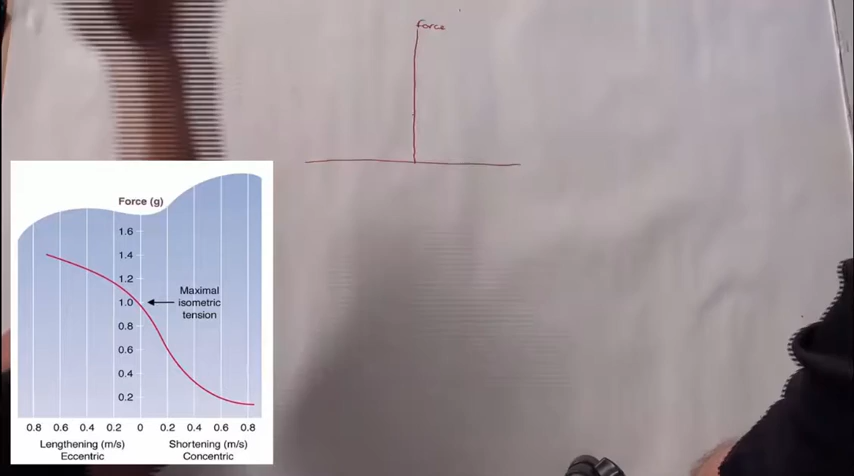 Force
Force (g)
1.6
1.4
1.2
1.0
Maximal
isometric
tension
0.8
0.6
0.4
0.2
0.8 0.6 0.4 0.2 0 0.2 0.4 0.6 0.8
Lengthening (m/s) Shortening (m/s)
Eccentric Concentric